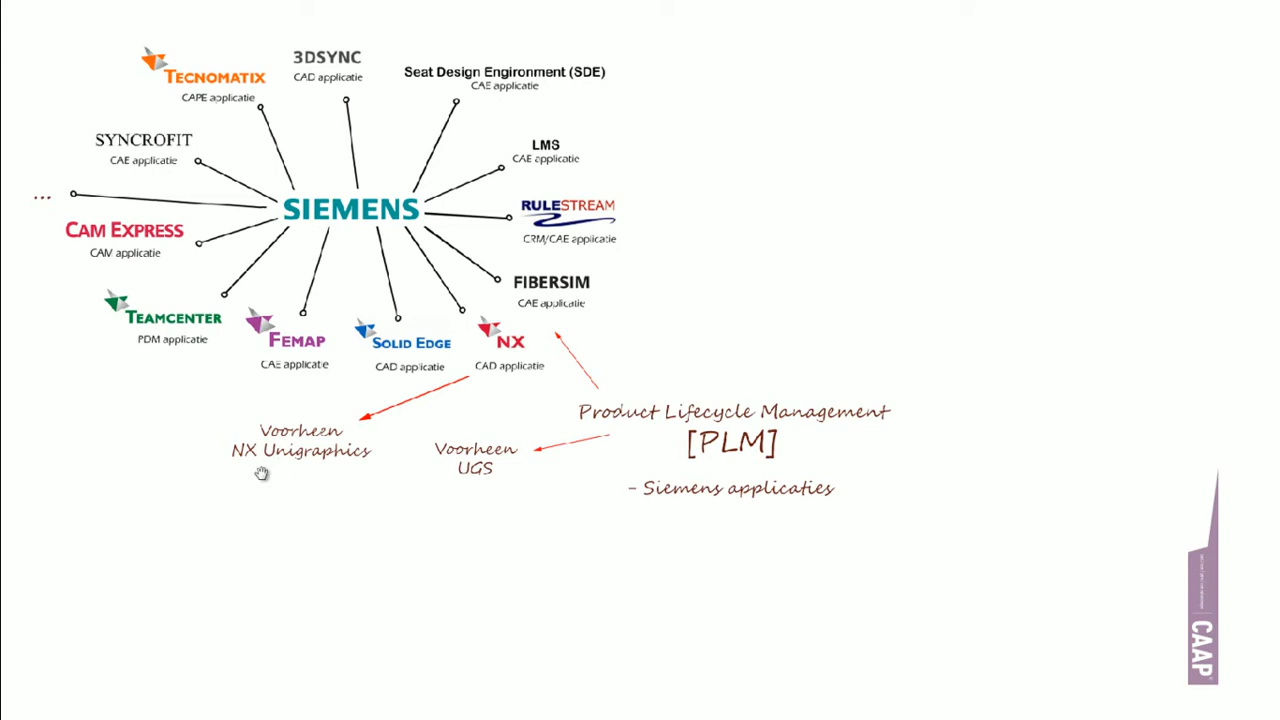 3DSYNC
CAD applicatie
TECNOMATIX
CAPE applicatie
Seat Design Engironment (SDE)
CAE applicatie
SYNCROFIT
CAE applicatie
LMS
CAE applicatie
...
SIEMENS
RULESTREAM
CRM/CAE applicatie
CAM EXPRESS
CAM applicatie
FIBERSIM
CAE applicatie
TEAMCENTER
PDM applicatie
FEMAP
CAE applicatie
SOLID EDGE
CAD applicatie
NX
CAD applicatie
Product Lifecycle Management
[PLM]
Voorheen
NX Unigraphics
Voorheen
UGS
- Siemens applicaties
CAAP